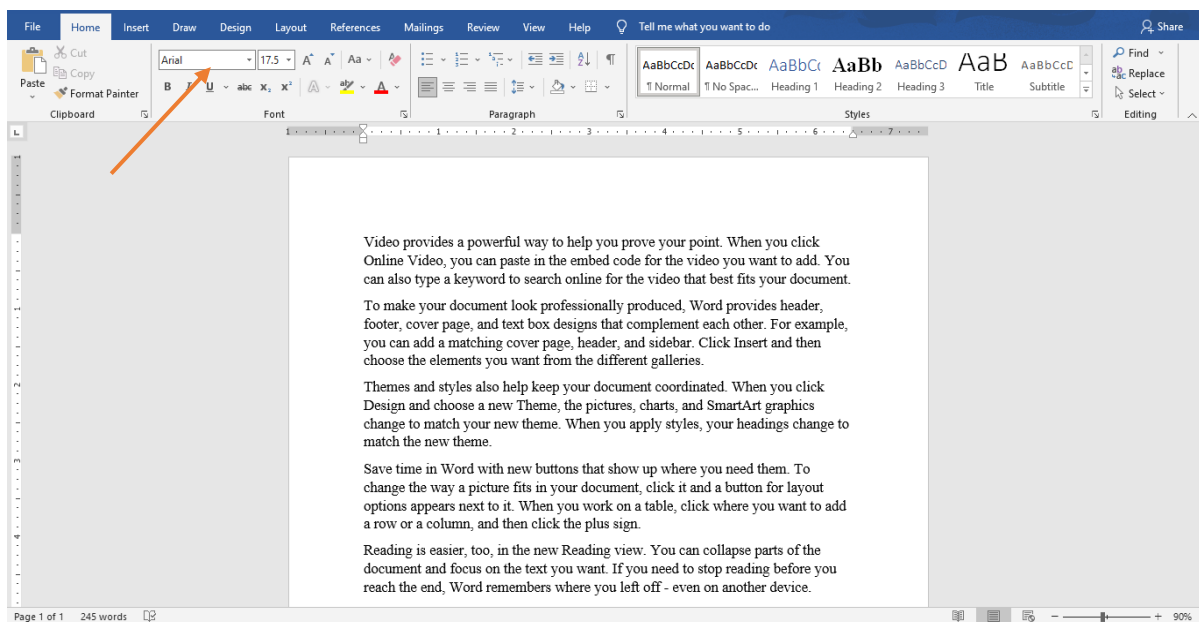 File Home Insert Draw Design Layout References Mailings Review View Help Tell me what you want to do Share
Cut
Copy
Paste
Format Painter
Clipboard
Arial 17.5 A A Aa
B I U abc X₂ X² A ab A
Font
Paragraph
AaBbCcDc AaBbCcDc AaBbC AaBb AaBbCcD AaB AaBbCcD
¶ Normal ¶ No Spac... Heading 1 Heading 2 Heading 3 Title Subtitle
Styles
Find
Replace
Select
Editing
1 1 2 3 4 5 6 7
Video provides a powerful way to help you prove your point. When you click
Online Video, you can paste in the embed code for the video you want to add. You
can also type a keyword to search online for the video that best fits your document.
To make your document look professionally produced, Word provides header,
footer, cover page, and text box designs that complement each other. For example,
you can add a matching cover page, header, and sidebar. Click Insert and then
choose the elements you want from the different galleries.
Themes and styles also help keep your document coordinated. When you click
Design and choose a new Theme, the pictures, charts, and SmartArt graphics
change to match your new theme. When you apply styles, your headings change to
match the new theme.
Save time in Word with new buttons that show up where you need them. To
change the way a picture fits in your document, click it and a button for layout
options appears next to it. When you work on a table, click where you want to add
a row or a column, and then click the plus sign.
Reading is easier, too, in the new Reading view. You can collapse parts of the
document and focus on the text you want. If you need to stop reading before you
reach the end, Word remembers where you left off - even on another device.
Page 1 of 1 245 words 90%